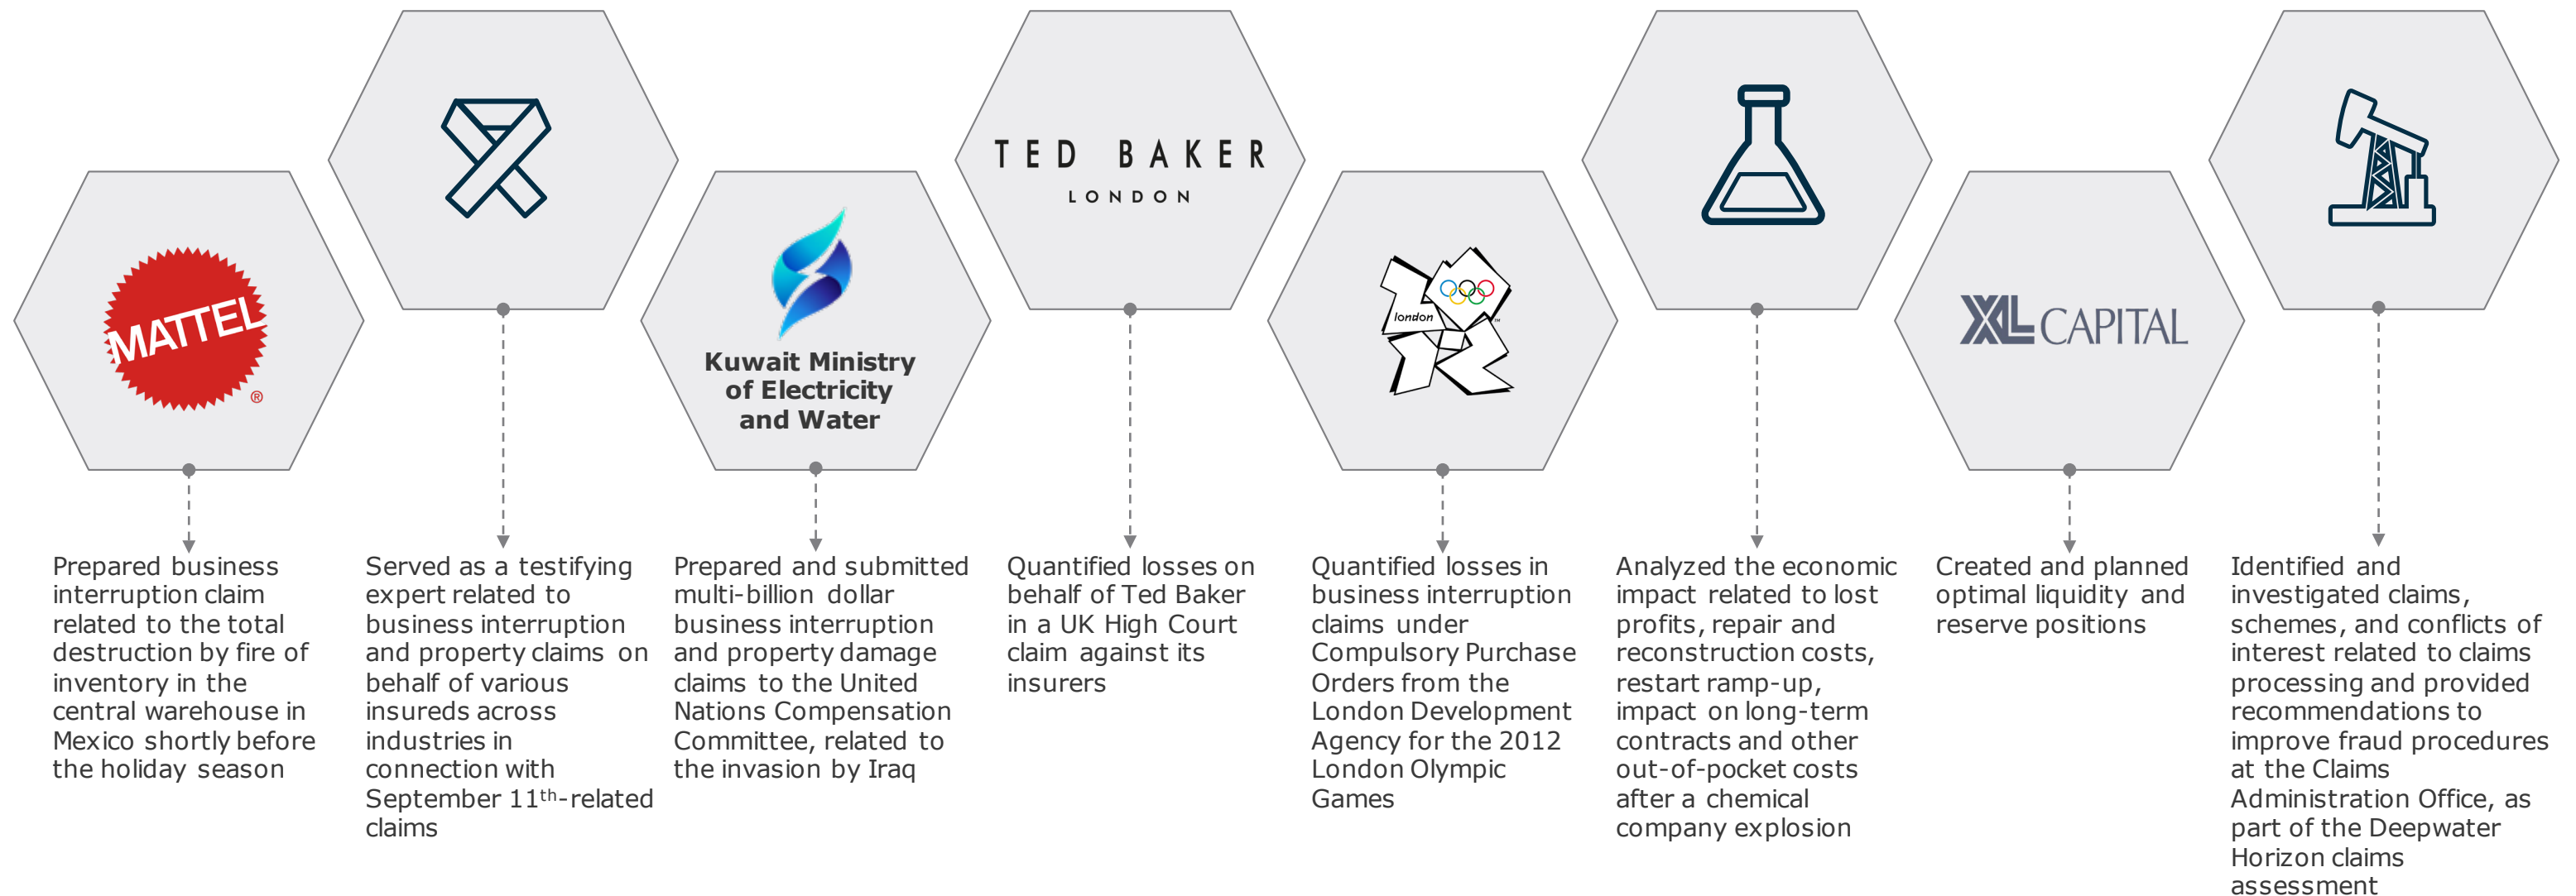 MATTEL
®
Prepared business
interruption claim
related to the total
destruction by fire of
inventory in the
central warehouse in
Mexico shortly before
the holiday season
Served as a testifying
expert related to
business interruption
and property claims on
behalf of various
insureds across
industries in
connection with
September 11th-related
claims
Kuwait Ministry
of Electricity
and Water
Prepared and submitted
multi-billion dollar
business interruption
and property damage
claims to the United
Nations Compensation
Committee, related to
the invasion by Iraq
TED BAKER
LONDON
Quantified losses on
behalf of Ted Baker
in a UK High Court
claim against its
insurers
london
™
Quantified losses in
business interruption
claims under
Compulsory Purchase
Orders from the
London Development
Agency for the 2012
London Olympic
Games
Analyzed the economic
impact related to lost
profits, repair and
reconstruction costs,
restart ramp-up,
impact on long-term
contracts and other
out-of-pocket costs
after a chemical
company explosion
XL CAPITAL
Created and planned
optimal liquidity and
reserve positions
Identified and
investigated claims,
schemes, and conflicts of
interest related to claims
processing and provided
recommendations to
improve fraud procedures
at the Claims
Administration Office, as
part of the Deepwater
Horizon claims
assessment